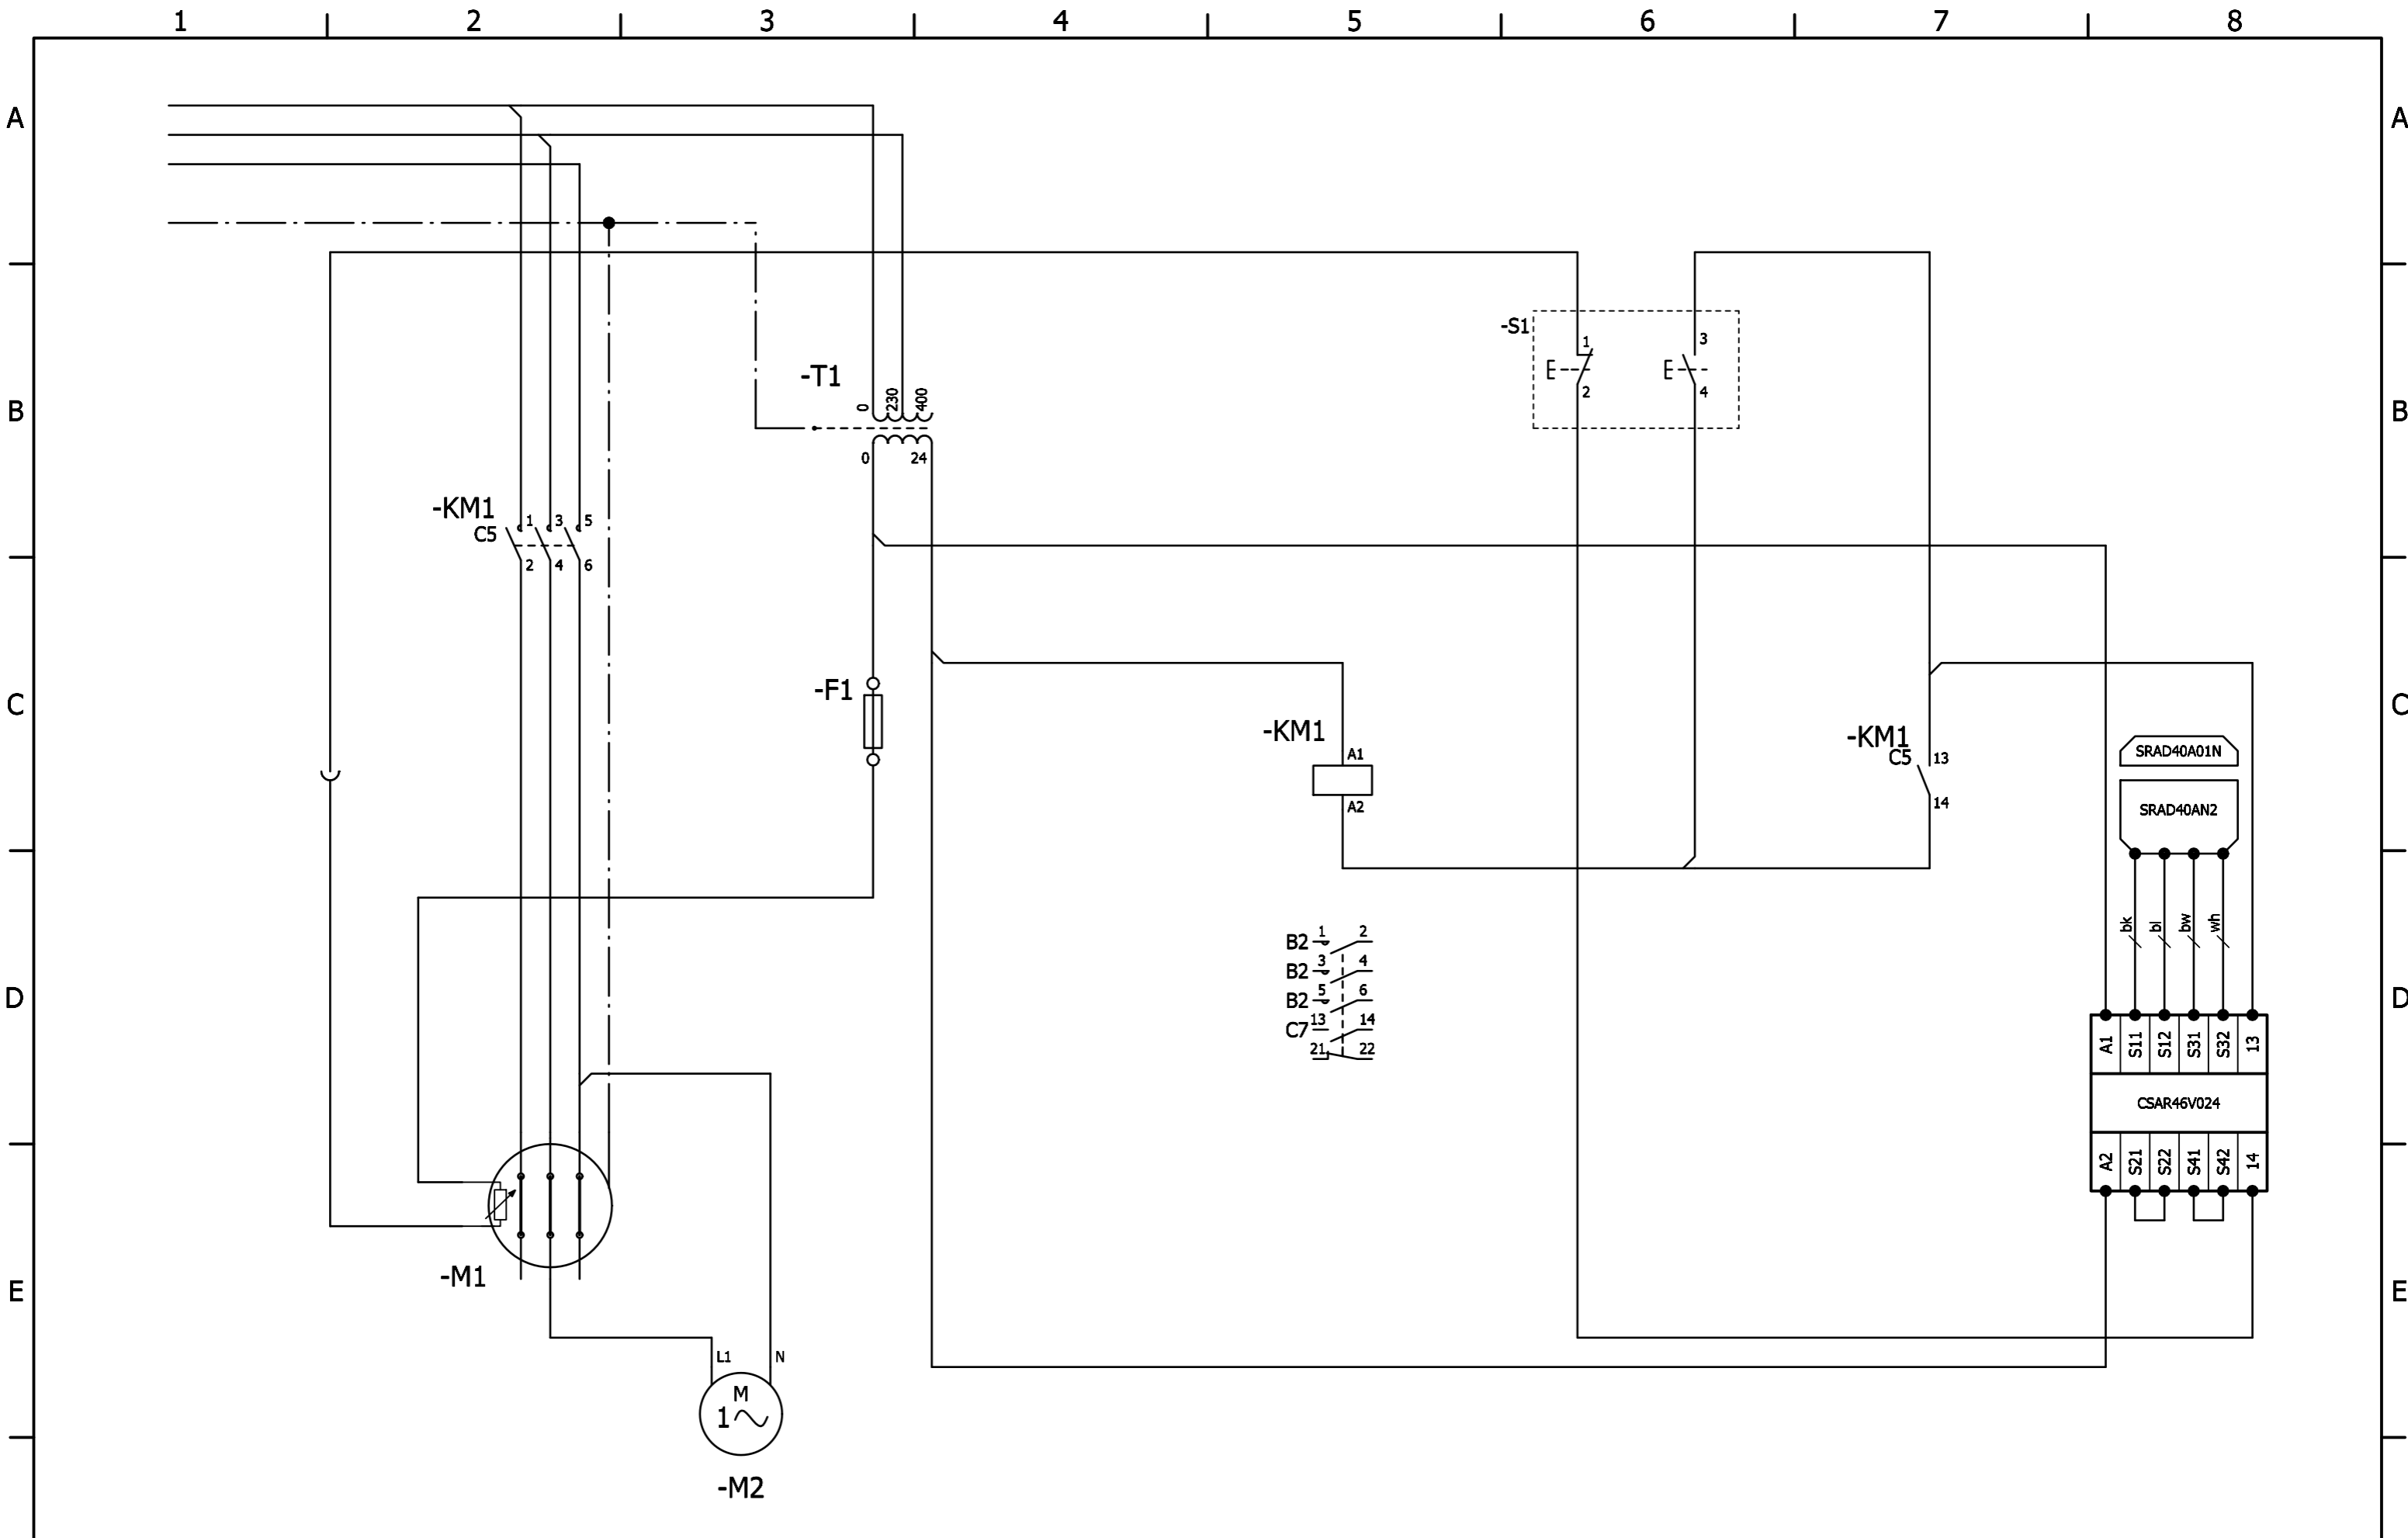 1 2 3 4 5 6 7 8
A A
-S1
1 3
-T1
E E
0 230 400
2 4
B B
0 24
-KM1
C5
1 3 5
2 4 6
-F1
C C
-KM1
A1
A2
-KM1
C5
13
14
SRAD40A01N
SRAD40AN2
bk bl bw wh
B2 1 2
B2 3 4
B2 5 6
C7 13 14
21 22
D D
A1 S11 S12 S31 S32 13
CSAR46V024
A2 S21 S22 S41 S42 14
-M1
E E
L1 N
M
1
-M2